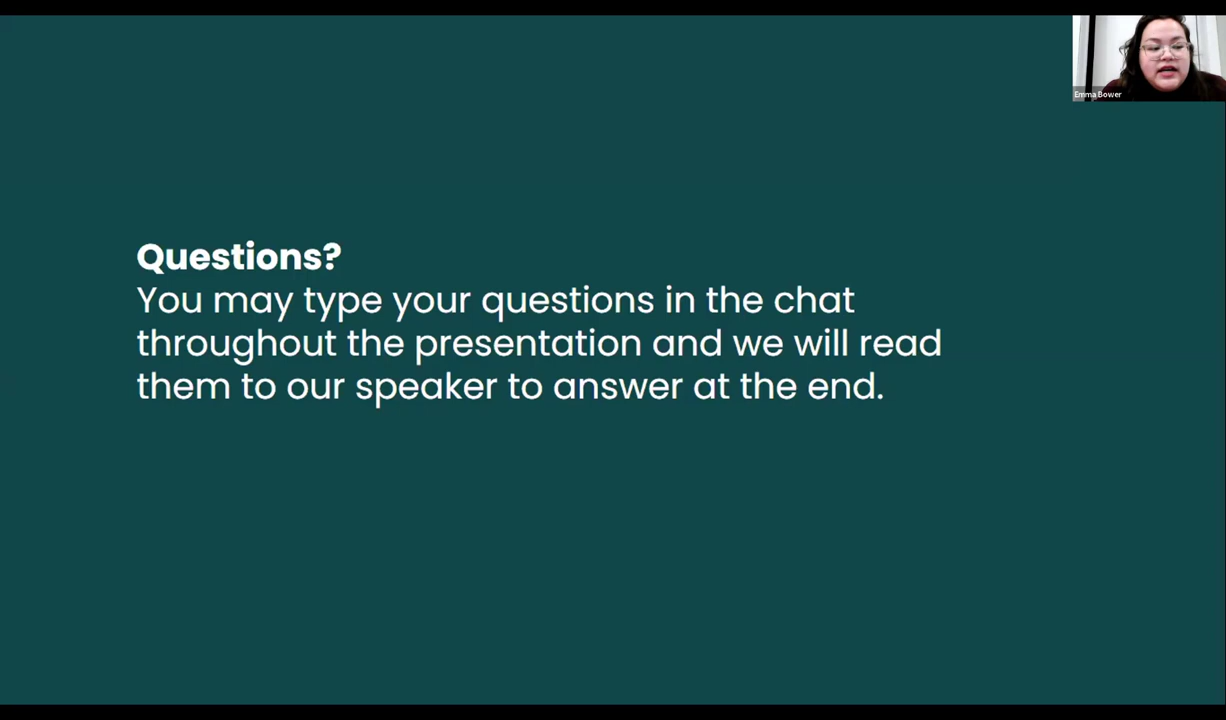 Emma Bower
Questions?
You may type your questions in the chat
throughout the presentation and we will read
them to our speaker to answer at the end.